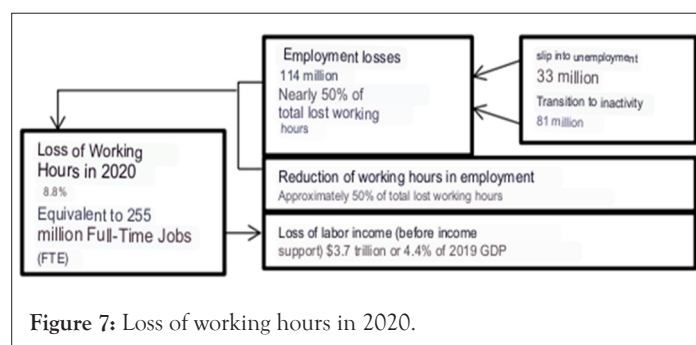 Employment losses
114 million
Nearly 50% of
total lost working
hours
slip into unemployment
33 million
Transition to inactivity
81 million
Loss of Working
Hours in 2020
8.8%
Equivalent to 255
million Full-Time Jobs
(FTE)
Reduction of working hours in employment
Approximately 50% of total lost working hours
Loss of labor income (before income
support) $3.7 trillion or 4.4% of 2019 GDP
Figure 7: Loss of working hours in 2020.